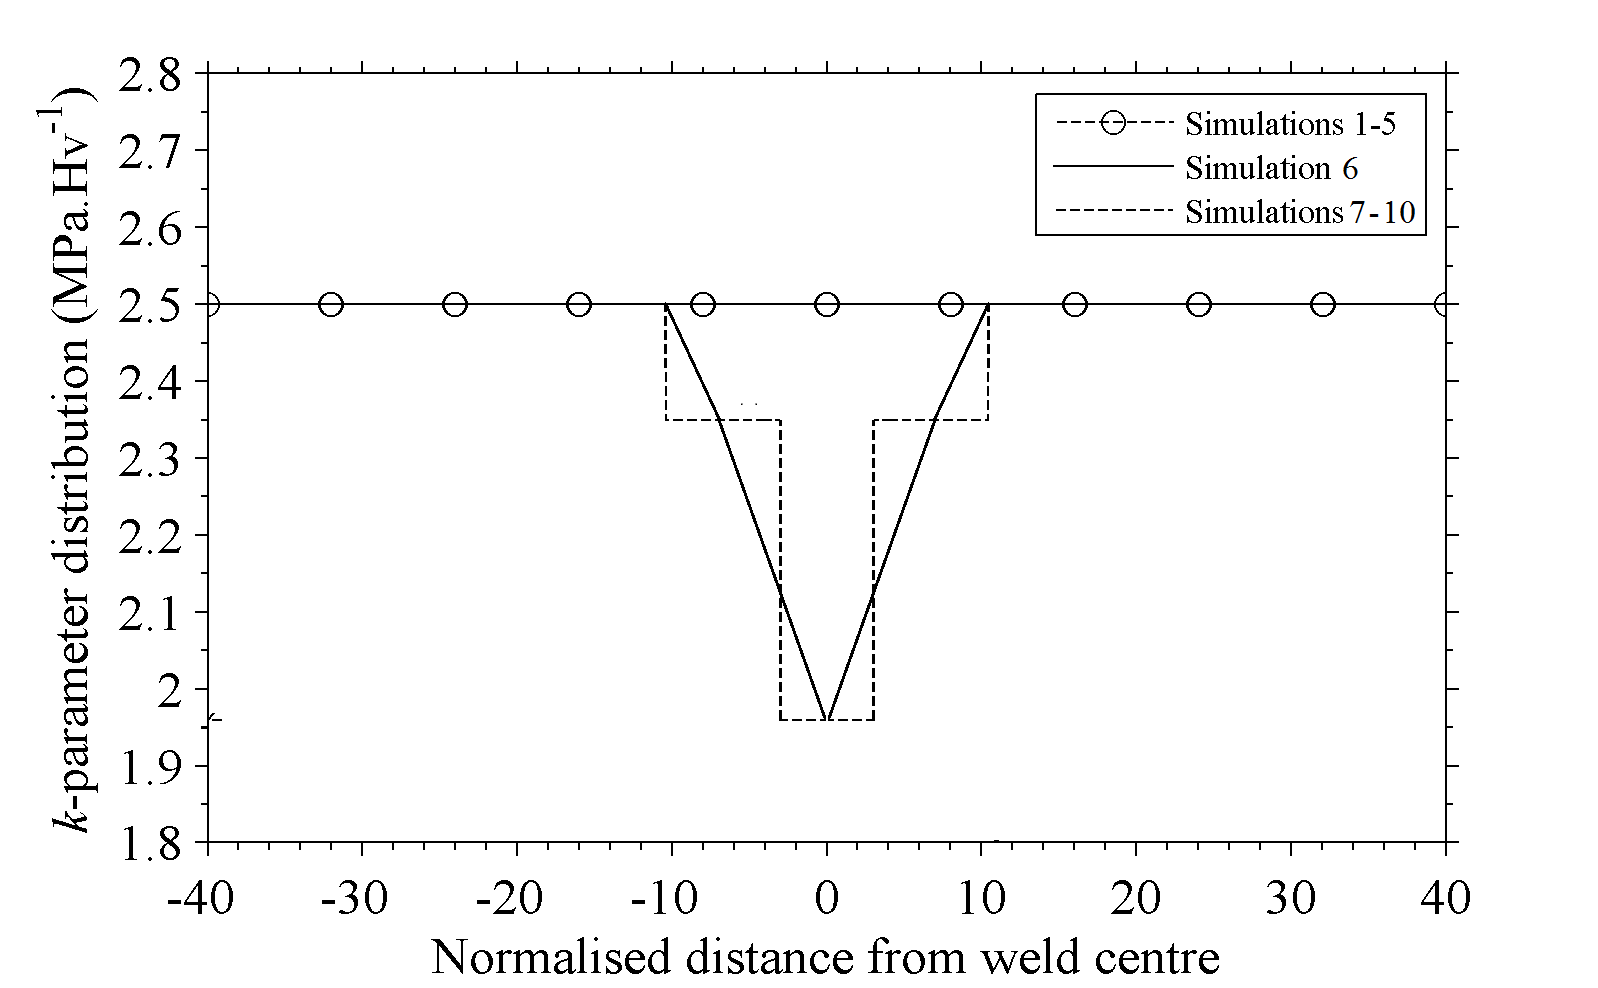 k-parameter distribution (MPa.Hv-1)
2.8
2.7
2.6
2.5
2.4
2.3
2.2
2.1
2
1.9
1.8
Simulations 1-5
Simulation 6
Simulations 7-10
-40 -30 -20 -10 0 10 20 30 40
Normalised distance from weld centre